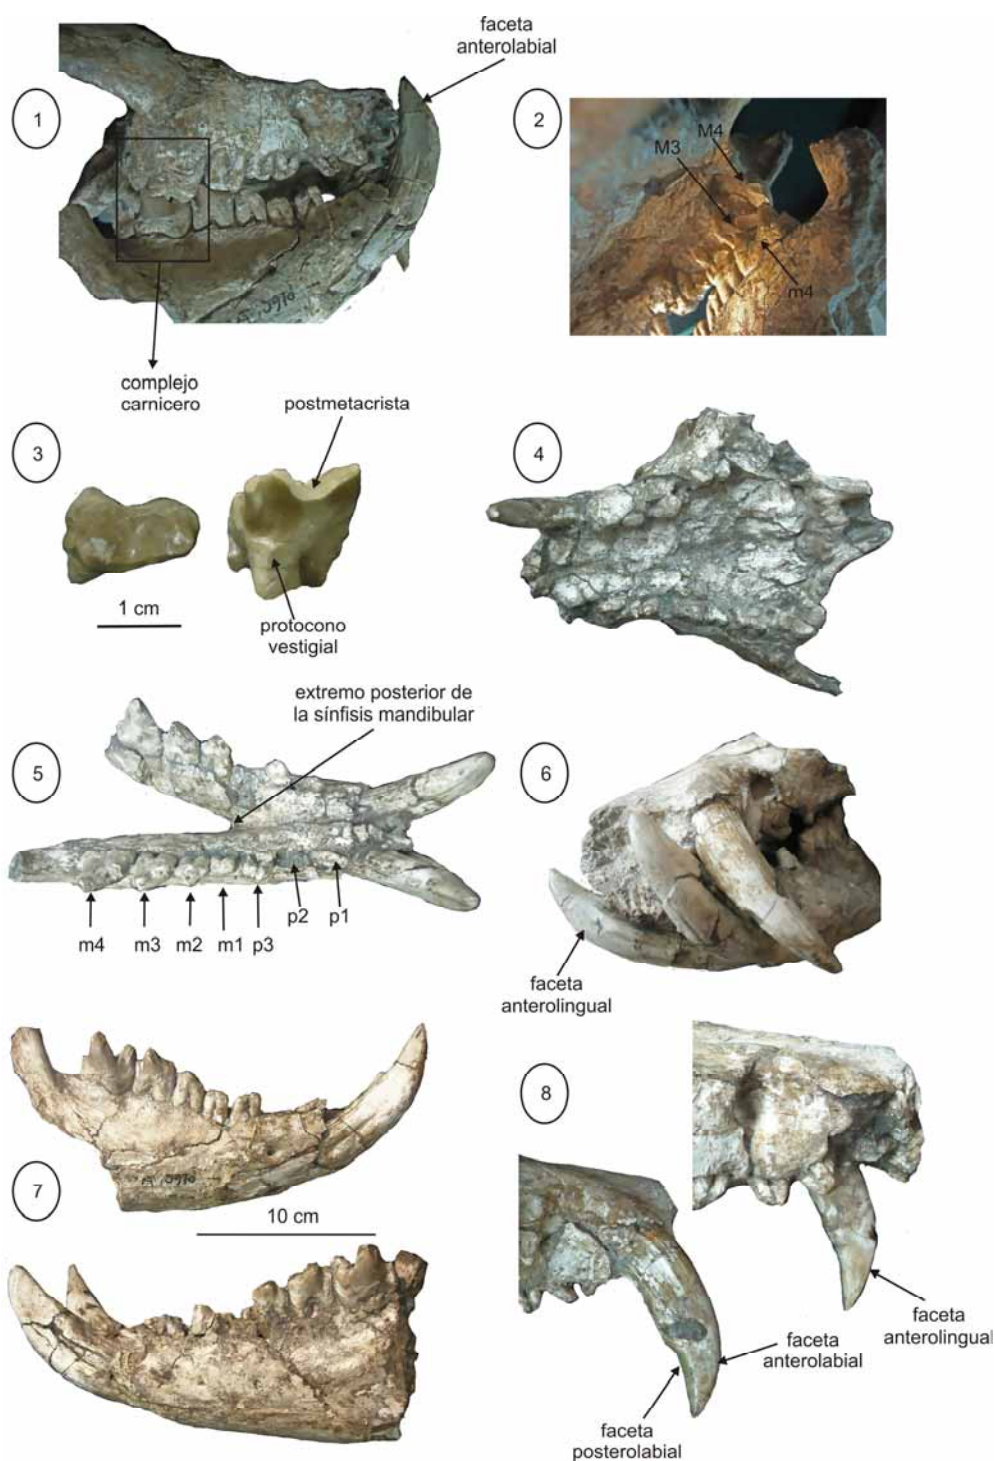 faceta
anterolabial
1
2
M4
M3
m4
complejo
carnicero
postmetacrista
3
4
1 cm
protocono
vestigial
extremo posterior de
la sínfisis mandibular
5
6
p2
p1
m4
m3
m2
m1
p3
faceta
anterolingual
8
7
10 cm
faceta
anterolingual
faceta
anterolabial
faceta
posterolabial